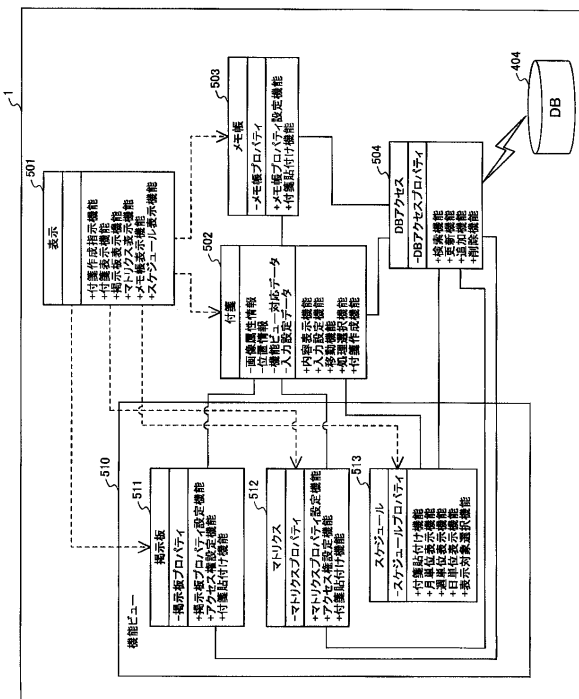 1
501
表示
+付箋作成指示機能
+付箋表示機能
+掲示板表示機能
+マトリクス表示機能
+メモ帳表示機能
+スケジュール表示機能
503
メモ帳
-メモ帳プロパティ
+メモ帳プロパティ設定機能
+付箋貼付け機能
502
付箋
-画像属性情報
-位置情報
-機能ビュー対応データ
-入力設定データ
+内容表示機能
+入力設定機能
+移動機能
+処理選択機能
+付箋作成機能
504
DBアクセス
-DBアクセスプロパティ
+検索機能
+更新機能
+追加機能
+削除機能
404
DB
510
機能ビュー
511
掲示板
-掲示板プロパティ
+掲示板プロパティ設定機能
+アクセス権設定機能
+付箋貼付け機能
512
マトリクス
-マトリクスプロパティ
+マトリクスプロパティ設定機能
+アクセス権設定機能
+付箋貼付け機能
513
スケジュール
-スケジュールプロパティ
+付箋貼付け機能
+月単位表示機能
+週単位表示機能
+日単位表示機能
+表示対象選択機能